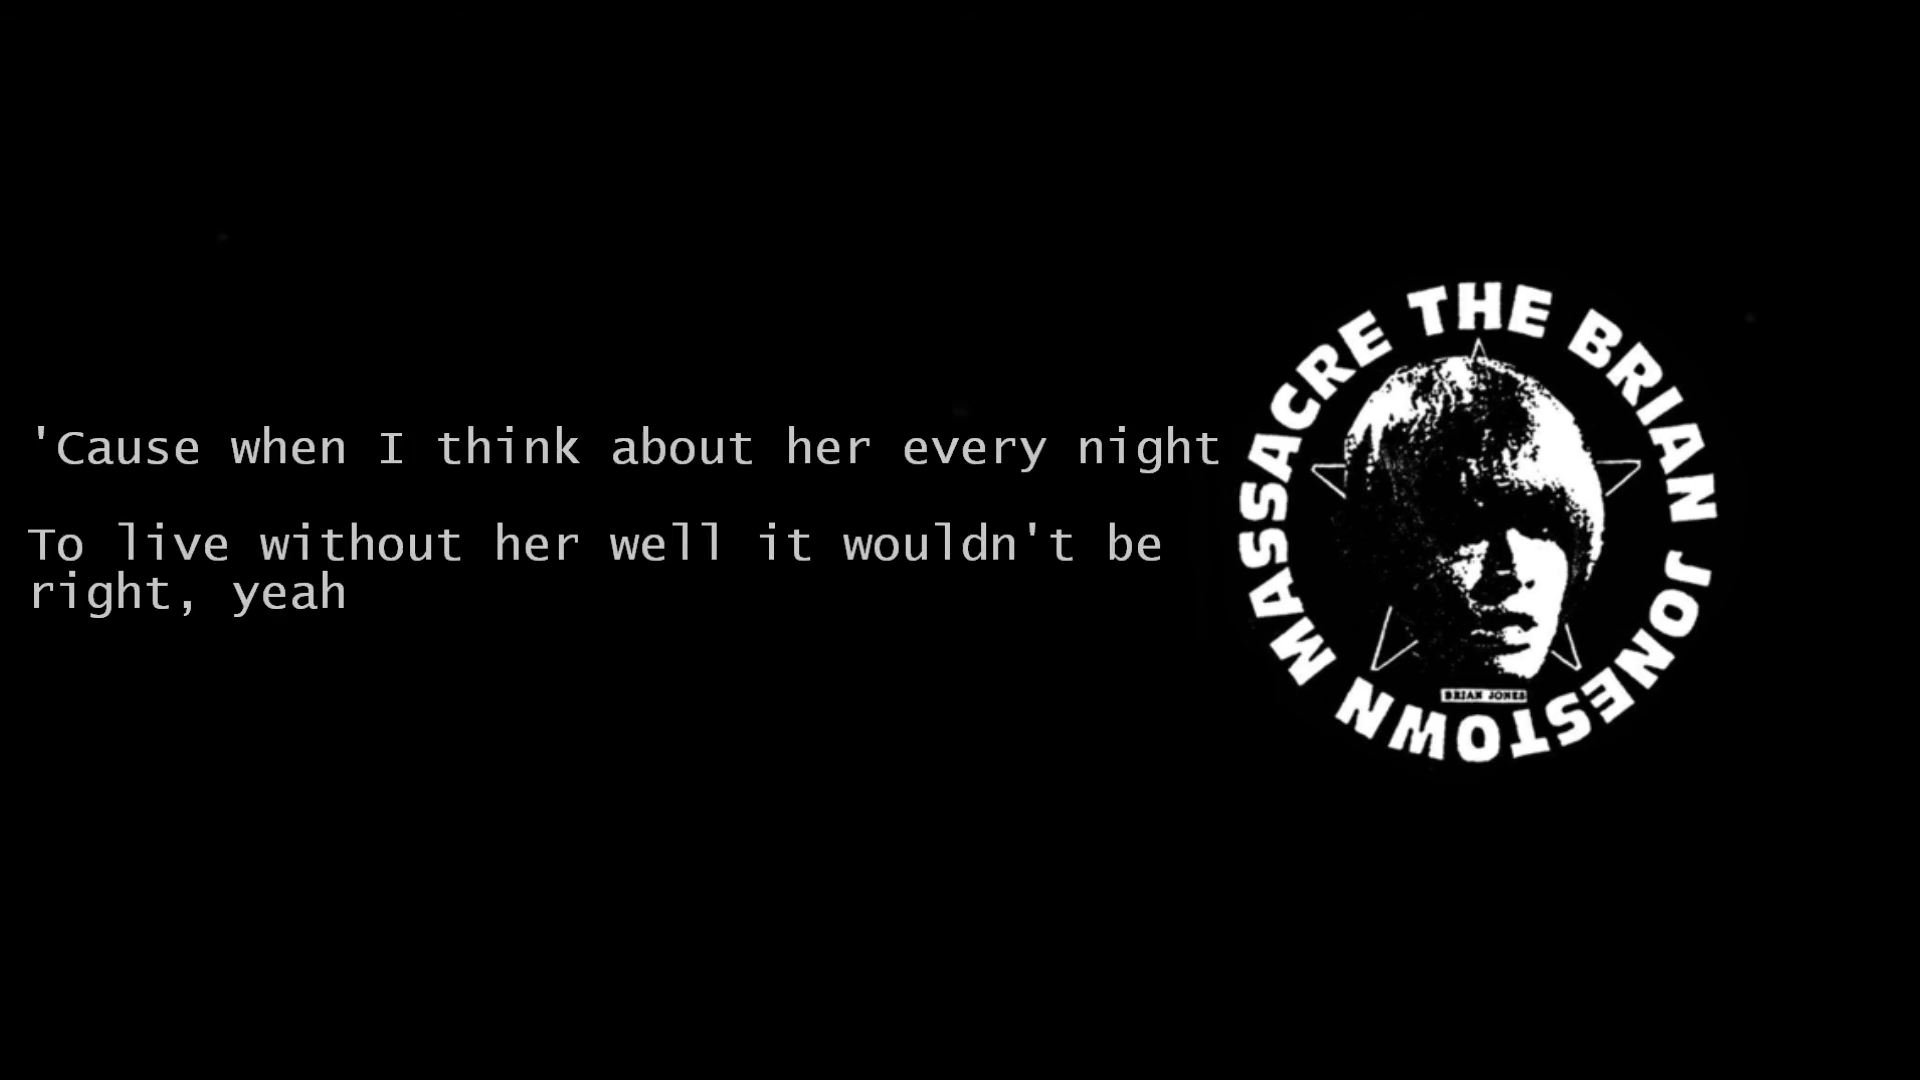 'Cause when I think about her every night
To live without her well it wouldn't be
right, yeah
THE BRIAN JONESTOWN MASSACRE
BRIAN JONES